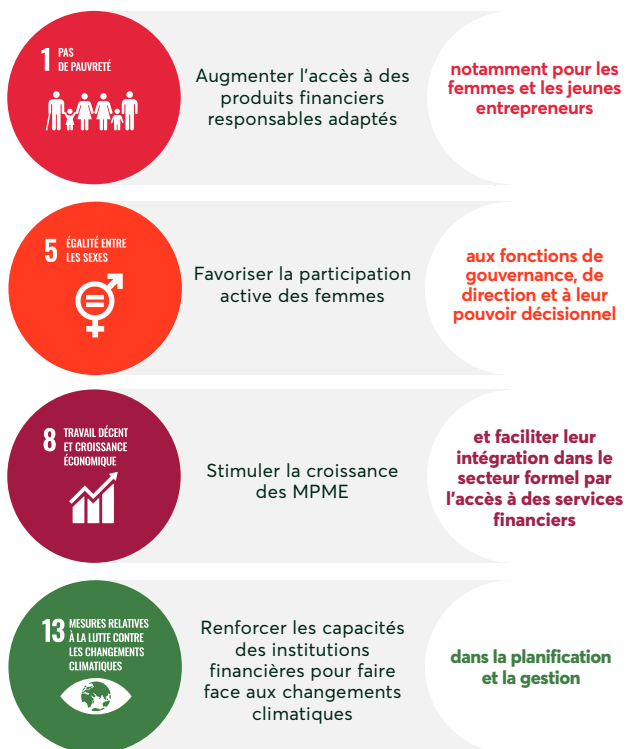 1 PAS
DE PAUVRETÉ
Augmenter l'accès à des
produits financiers
responsables adaptés
notamment pour les
femmes et les jeunes
entrepreneurs
5 ÉGALITÉ ENTRE
LES SEXES
Favoriser la participation
active des femmes
aux fonctions de
gouvernance, de
direction et à leur
pouvoir décisionnel
8 TRAVAIL DÉCENT
ET CROISSANCE
ÉCONOMIQUE
Stimuler la croissance
des MPME
et faciliter leur
intégration dans le
secteur formel par
l'accès à des services
financiers
13 MESURES RELATIVES
À LA LUTTE CONTRE
LES CHANGEMENTS
CLIMATIQUES
Renforcer les capacités
des institutions
financières pour faire
face aux changements
climatiques
dans la planification
et la gestion